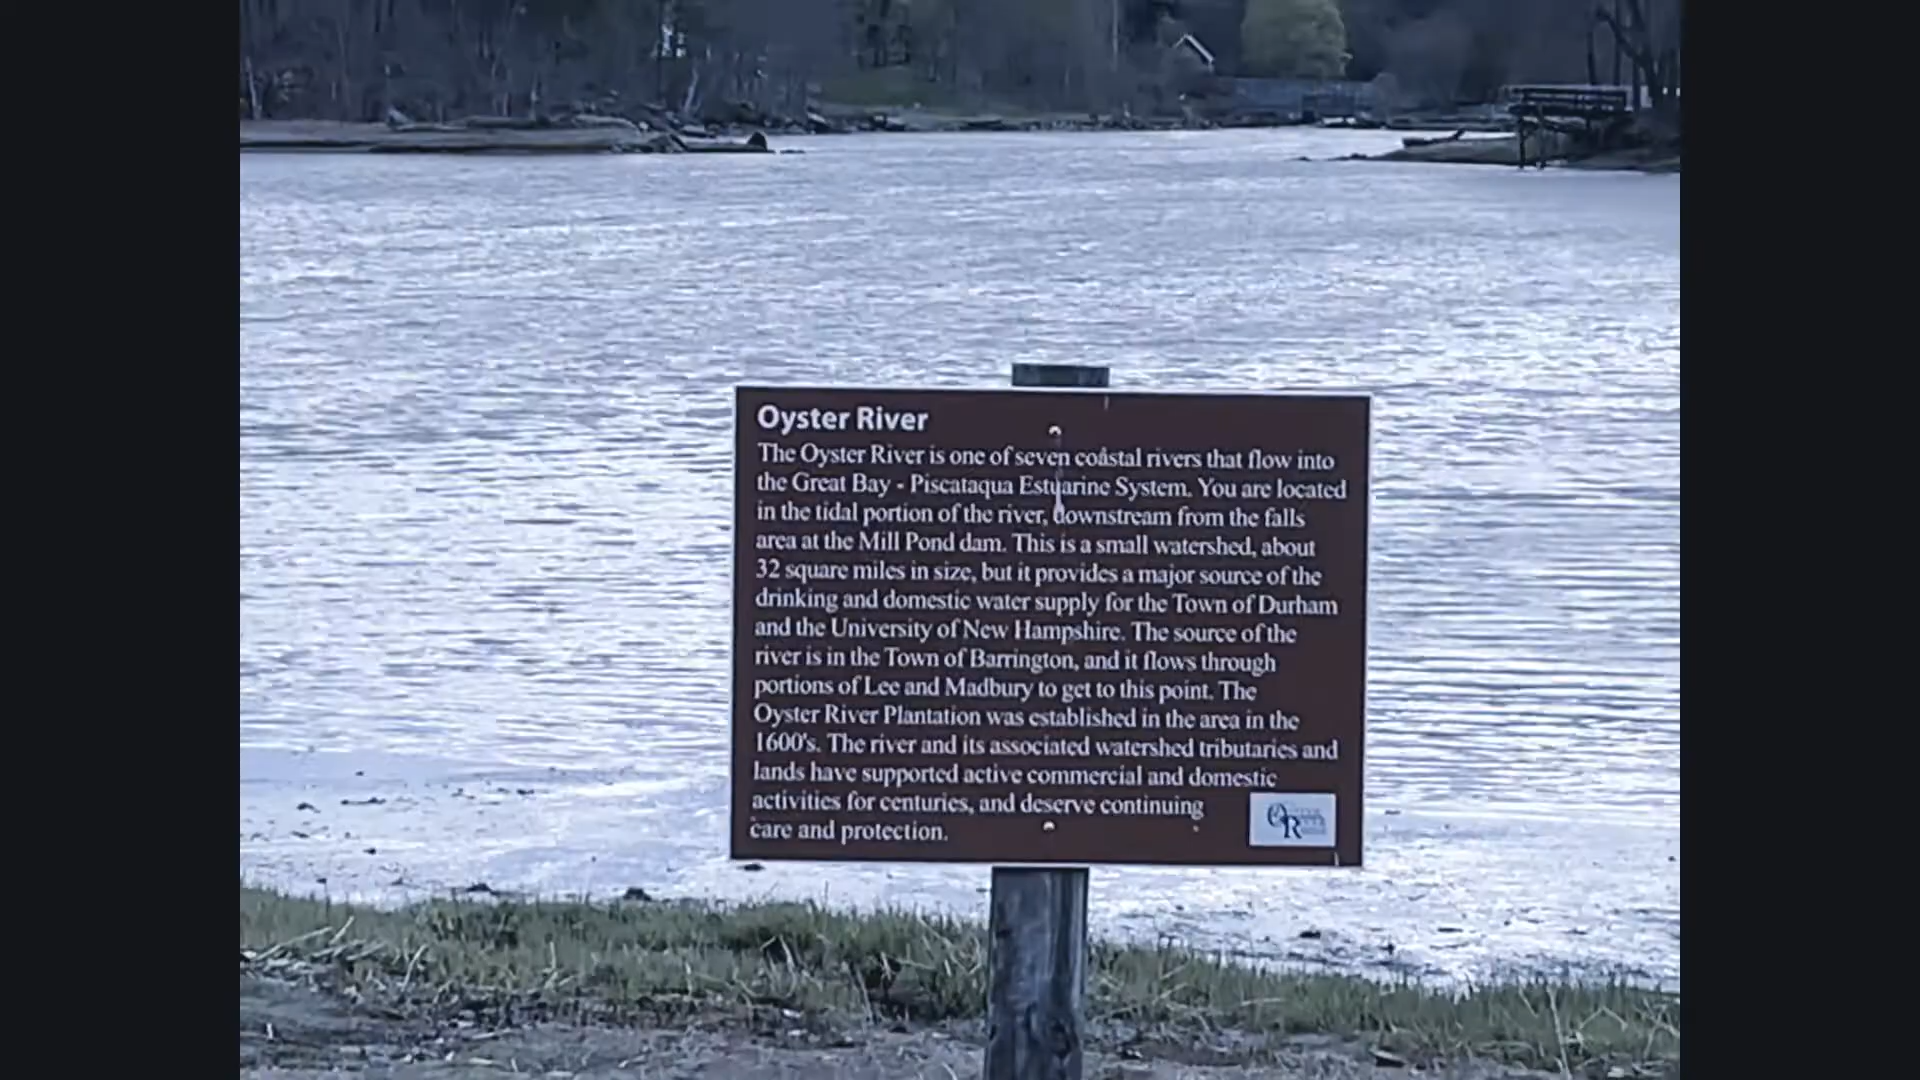 Oyster River
The Oyster River is one of seven coastal rivers that flow into
the Great Bay - Piscataqua Estuarine System. You are located
in the tidal portion of the river, downstream from the falls
area at the Mill Pond dam. This is a small watershed, about
32 square miles in size, but it provides a major source of the
drinking and domestic water supply for the Town of Durham
and the University of New Hampshire. The source of the
river is in the Town of Barrington, and it flows through
portions of Lee and Madbury to get to this point. The
Oyster River Plantation was established in the area in the
1600's. The river and its associated watershed tributaries and
lands have supported active commercial and domestic
activities for centuries, and deserve continuing
care and protection.